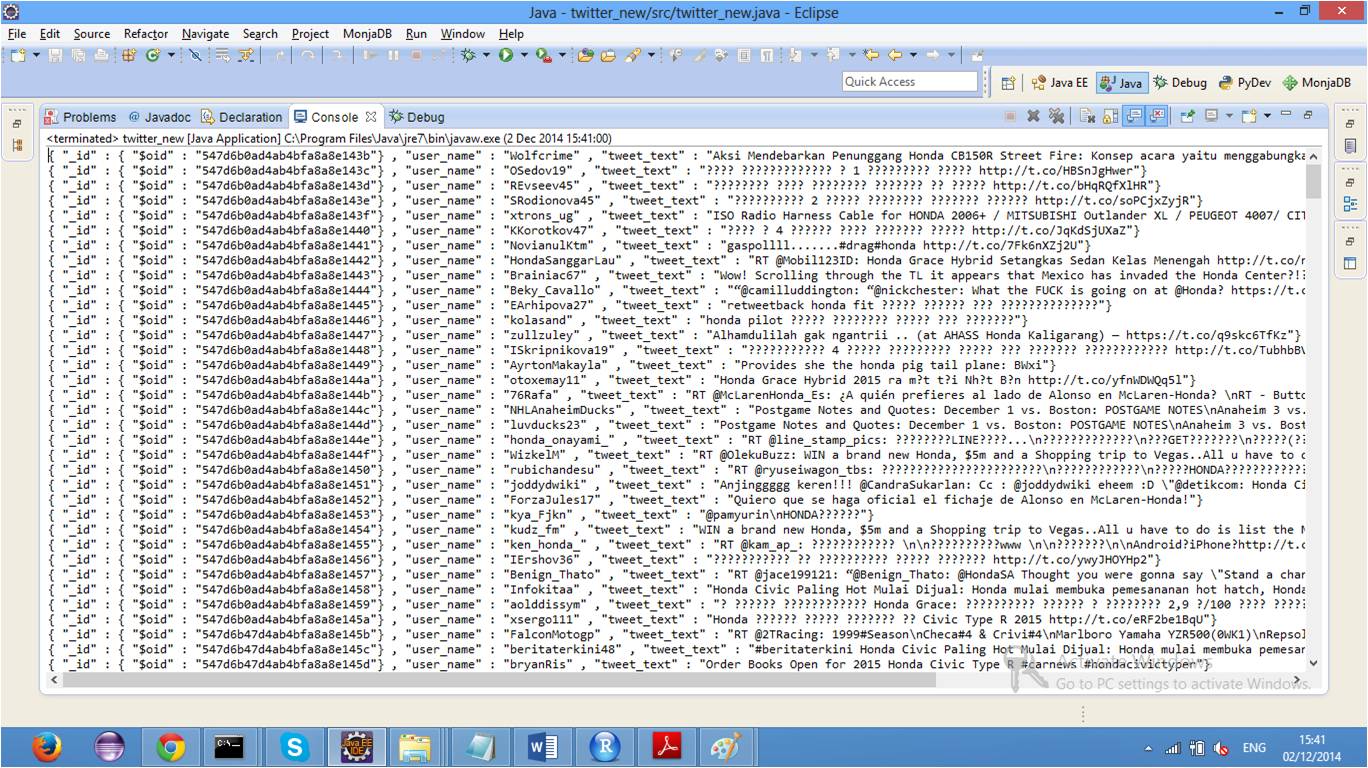 Java - twitter_new/src/twitter_new.java - Eclipse
File Edit Source Refactor Navigate Search Project MonjaDB Run Window Help
Quick Access
Java EE Java Debug PyDev MonjaDB
Problems @ Javadoc Declaration Console Debug
<terminated> twitter_new [Java Application] C:\Program Files\Java\jre7\bin\javaw.exe (2 Dec 2014 15:41:00)
{ "_id" : { "$oid" : "547d6b0ad4ab4bfa8a8e143b"} , "user_name" : "Wolfcrime" , "tweet_text" : "Aksi Mendebarkan Penunggang Honda CB150R Street Fire: Konsep acara yaitu menggabungka
{ "_id" : { "$oid" : "547d6b0ad4ab4bfa8a8e143c"} , "user_name" : "OSedov19" , "tweet_text" : "???? ???????????? ? 1 ????????? ????? http://t.co/HBSnJgHwer"}
{ "_id" : { "$oid" : "547d6b0ad4ab4bfa8a8e143d"} , "user_name" : "REvseev45" , "tweet_text" : "???????? ???? ???????? ??????? ?? ????? http://t.co/bHqRQfXlHR"}
{ "_id" : { "$oid" : "547d6b0ad4ab4bfa8a8e143e"} , "user_name" : "SRodionova45" , "tweet_text" : "?????????? 2 ????? ???????? ??????? ?????? http://t.co/soPCjxZyjR"}
{ "_id" : { "$oid" : "547d6b0ad4ab4bfa8a8e143f"} , "user_name" : "xtrons_ug" , "tweet_text" : "ISO Radio Harness Cable for HONDA 2006+ / MITSUBISHI Outlander XL / PEUGEOT 4007/ CIT
{ "_id" : { "$oid" : "547d6b0ad4ab4bfa8a8e1440"} , "user_name" : "KKorotkov47" , "tweet_text" : "???? ? 4 ?????? ???? ??????? ????? http://t.co/JqKdSjUXaZ"}
{ "_id" : { "$oid" : "547d6b0ad4ab4bfa8a8e1441"} , "user_name" : "NovianulKtm" , "tweet_text" : "gaspollll.......#drag#honda http://t.co/7Fk6nXZj2U"}
{ "_id" : { "$oid" : "547d6b0ad4ab4bfa8a8e1442"} , "user_name" : "HondaSanggarLau" , "tweet_text" : "RT @Mobil123ID: Honda Grace Hybrid Setangkas Sedan Kelas Menengah http://t.co/r
{ "_id" : { "$oid" : "547d6b0ad4ab4bfa8a8e1443"} , "user_name" : "Brainiac67" , "tweet_text" : "Wow! Scrolling through the TL it appears that Mexico has invaded the Honda Center?!?
{ "_id" : { "$oid" : "547d6b0ad4ab4bfa8a8e1444"} , "user_name" : "Beky_Cavallo" , "tweet_text" : "“@camilluddington: “@nickchester: What the FUCK is going on at @Honda? https://t.c
{ "_id" : { "$oid" : "547d6b0ad4ab4bfa8a8e1445"} , "user_name" : "EArhipova27" , "tweet_text" : "retweetback honda fit ????? ?????? ??? ??????????????"}
{ "_id" : { "$oid" : "547d6b0ad4ab4bfa8a8e1446"} , "user_name" : "kolasand" , "tweet_text" : "honda pilot ????? ???????? ????? ??? ???????"}
{ "_id" : { "$oid" : "547d6b0ad4ab4bfa8a8e1447"} , "user_name" : "zullzuley" , "tweet_text" : "Alhamdulilah gak ngantrii .. (at AHASS Honda Kaligarang) — https://t.co/q9skc6TfKz"}
{ "_id" : { "$oid" : "547d6b0ad4ab4bfa8a8e1448"} , "user_name" : "ISkripnikova19" , "tweet_text" : "??????????? 4 ????? ????????? ????? ??? ??????? ??? ???????????? http://t.co/TubhbBV
{ "_id" : { "$oid" : "547d6b0ad4ab4bfa8a8e1449"} , "user_name" : "AyrtonMakayla" , "tweet_text" : "Provides she the honda pig tail plane: BWxi"}
{ "_id" : { "$oid" : "547d6b0ad4ab4bfa8a8e144a"} , "user_name" : "otoxemay11" , "tweet_text" : "Honda Grace Hybrid 2015 ra m?t t?i Nh?t B?n http://t.co/yfnWDWQq5l"}
{ "_id" : { "$oid" : "547d6b0ad4ab4bfa8a8e144b"} , "user_name" : "76Rafa" , "tweet_text" : "RT @McLarenHonda_Es: ¿A quién prefieres al lado de Alonso en McLaren-Honda? \nRT - Butto
{ "_id" : { "$oid" : "547d6b0ad4ab4bfa8a8e144c"} , "user_name" : "NHLAnaheimDucks" , "tweet_text" : "Postgame Notes and Quotes: December 1 vs. Boston: POSTGAME NOTES\nAnaheim 3 vs.
{ "_id" : { "$oid" : "547d6b0ad4ab4bfa8a8e144d"} , "user_name" : "luvducks23" , "tweet_text" : "Postgame Notes and Quotes: December 1 vs. Boston: POSTGAME NOTES\nAnaheim 3 vs. Bost
{ "_id" : { "$oid" : "547d6b0ad4ab4bfa8a8e144e"} , "user_name" : "honda_onayami_" , "tweet_text" : "RT @line_stamp_pics: ????????LINE????...\n????????????\n???GET???????\n?????(??
{ "_id" : { "$oid" : "547d6b0ad4ab4bfa8a8e144f"} , "user_name" : "WizkelM" , "tweet_text" : "RT @OlekuBuzz: WIN a brand new Honda, $5m and a Shopping trip to Vegas..All u have to d
{ "_id" : { "$oid" : "547d6b0ad4ab4bfa8a8e1450"} , "user_name" : "rubichandesu" , "tweet_text" : "RT @ryuseiwagon_tbs: ?????????????????????\n????????????\n?????HONDA???????????
{ "_id" : { "$oid" : "547d6b0ad4ab4bfa8a8e1451"} , "user_name" : "joddydwiki" , "tweet_text" : "Anjinggggg keren!!! @CandraSukarlan: Cc : @joddydwiki eheem :D \"@detikcom: Honda Ci
{ "_id" : { "$oid" : "547d6b0ad4ab4bfa8a8e1452"} , "user_name" : "ForzaJules17" , "tweet_text" : "Quiero que se haga oficial el fichaje de Alonso en McLaren-Honda!"}
{ "_id" : { "$oid" : "547d6b0ad4ab4bfa8a8e1453"} , "user_name" : "kya_Fjkn" , "tweet_text" : "@pamyurin\nHONDA??????"}
{ "_id" : { "$oid" : "547d6b0ad4ab4bfa8a8e1454"} , "user_name" : "kudz_fm" , "tweet_text" : "WIN a brand new Honda, $5m and a Shopping trip to Vegas..All u have to do is list the M
{ "_id" : { "$oid" : "547d6b0ad4ab4bfa8a8e1455"} , "user_name" : "ken_honda_" , "tweet_text" : "RT @kam_ap_: ??????????? \n\n?????????www \n\n???????\n\nAndroid?iPhone?http://t.c
{ "_id" : { "$oid" : "547d6b0ad4ab4bfa8a8e1456"} , "user_name" : "IErshov36" , "tweet_text" : "?????????? ?? ????????? ???????????? http://t.co/ywyJHOYHp2"}
{ "_id" : { "$oid" : "547d6b0ad4ab4bfa8a8e1457"} , "user_name" : "Benign_Thato" , "tweet_text" : "RT @jace199121: “@Benign_Thato: @HondaSA Thought you were gonna say \"Stand a chan
{ "_id" : { "$oid" : "547d6b0ad4ab4bfa8a8e1458"} , "user_name" : "Infokitaa" , "tweet_text" : "Honda Civic Paling Hot Mulai Dijual: Honda mulai membuka pemesananan hot hatch, Honda
{ "_id" : { "$oid" : "547d6b0ad4ab4bfa8a8e1459"} , "user_name" : "aolddissym" , "tweet_text" : "? ?????? ???????????? Honda Grace: ?????????? ?????? ? ???????? 2,9 ?/100 ???? ?????
{ "_id" : { "$oid" : "547d6b0ad4ab4bfa8a8e145a"} , "user_name" : "xsergo111" , "tweet_text" : "Honda ?????? ????? ??????? ?? Civic Type R 2015 http://t.co/eRF2be1BqU"}
{ "_id" : { "$oid" : "547d6b47d4ab4bfa8a8e145b"} , "user_name" : "FalconMotogp" , "tweet_text" : "RT @2TRacing: 1999#Season\nCheca#4 & Crivi#4\nMarlboro Yamaha YZR500(0WK1)\nRepsol
{ "_id" : { "$oid" : "547d6b47d4ab4bfa8a8e145c"} , "user_name" : "beritaterkini48" , "tweet_text" : "#beritaterkini Honda Civic Paling Hot Mulai Dijual: Honda mulai membuka pemesan
{ "_id" : { "$oid" : "547d6b47d4ab4bfa8a8e145d"} , "user_name" : "bryanRis" , "tweet_text" : "Order Books Open for 2015 Honda Civic Type R #carnews #hondacivictypen"}
Activate Windows
Go to PC settings to activate Windows.
ENG
15:41
02/12/2014